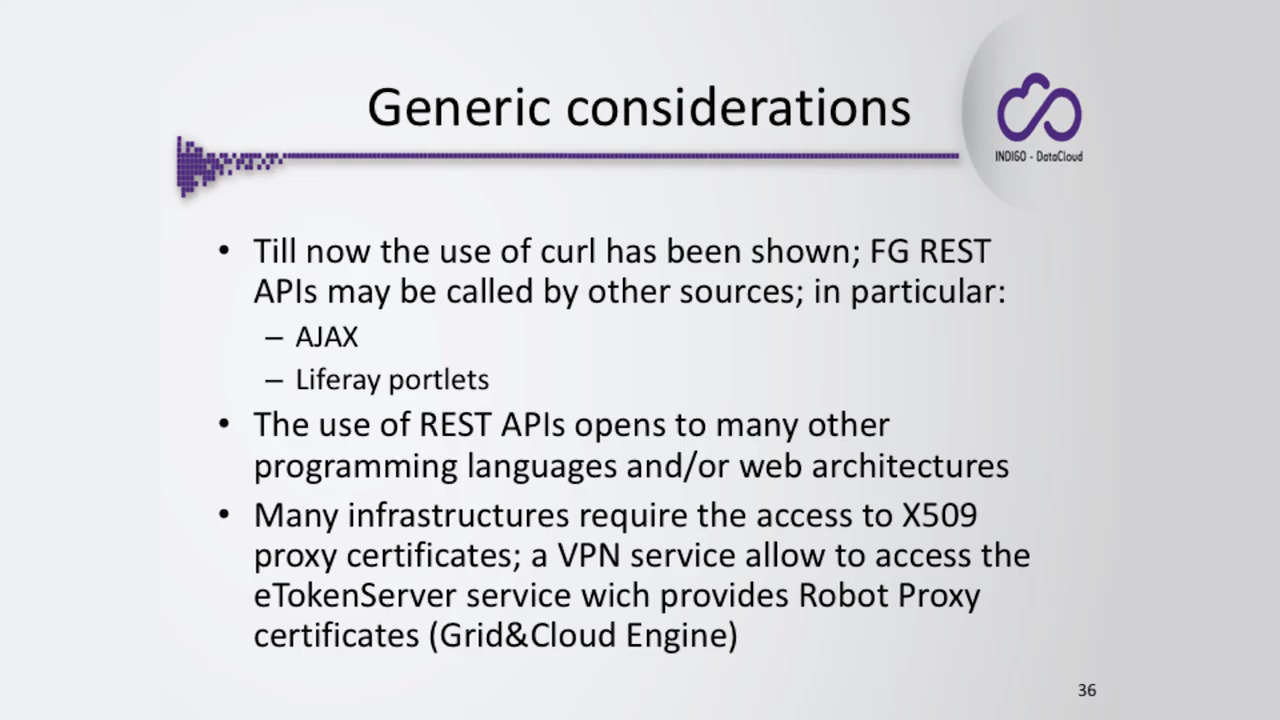 Generic considerations
INDIGO - DataCloud
• Till now the use of curl has been shown; FG REST
APIs may be called by other sources; in particular:
– AJAX
– Liferay portlets
• The use of REST APIs opens to many other
programming languages and/or web architectures
• Many infrastructures require the access to X509
proxy certificates; a VPN service allow to access the
eTokenServer service wich provides Robot Proxy
certificates (Grid&Cloud Engine)
36